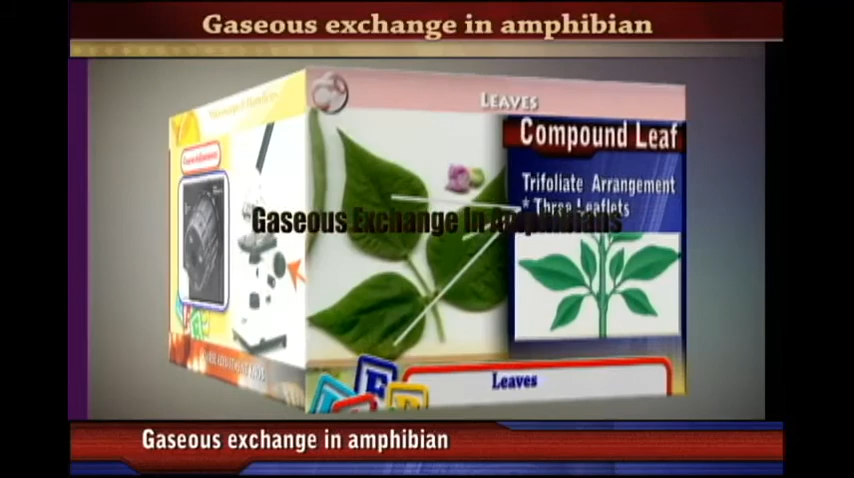 Gaseous exchange in amphibian
LEAVES
Compound Leaf
Trifoliate Arrangement
* Three Leaflets
Gaseous Exchange In Amphibians
Leaves
Gaseous exchange in amphibian